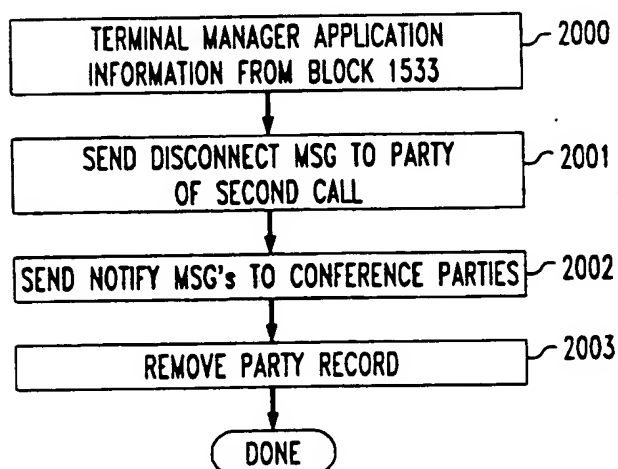 TERMINAL MANAGER APPLICATION
INFORMATION FROM BLOCK 1533
2000
SEND DISCONNECT MSG TO PARTY
OF SECOND CALL
2001
SEND NOTIFY MSG's TO CONFERENCE PARTIES
2002
REMOVE PARTY RECORD
2003
DONE